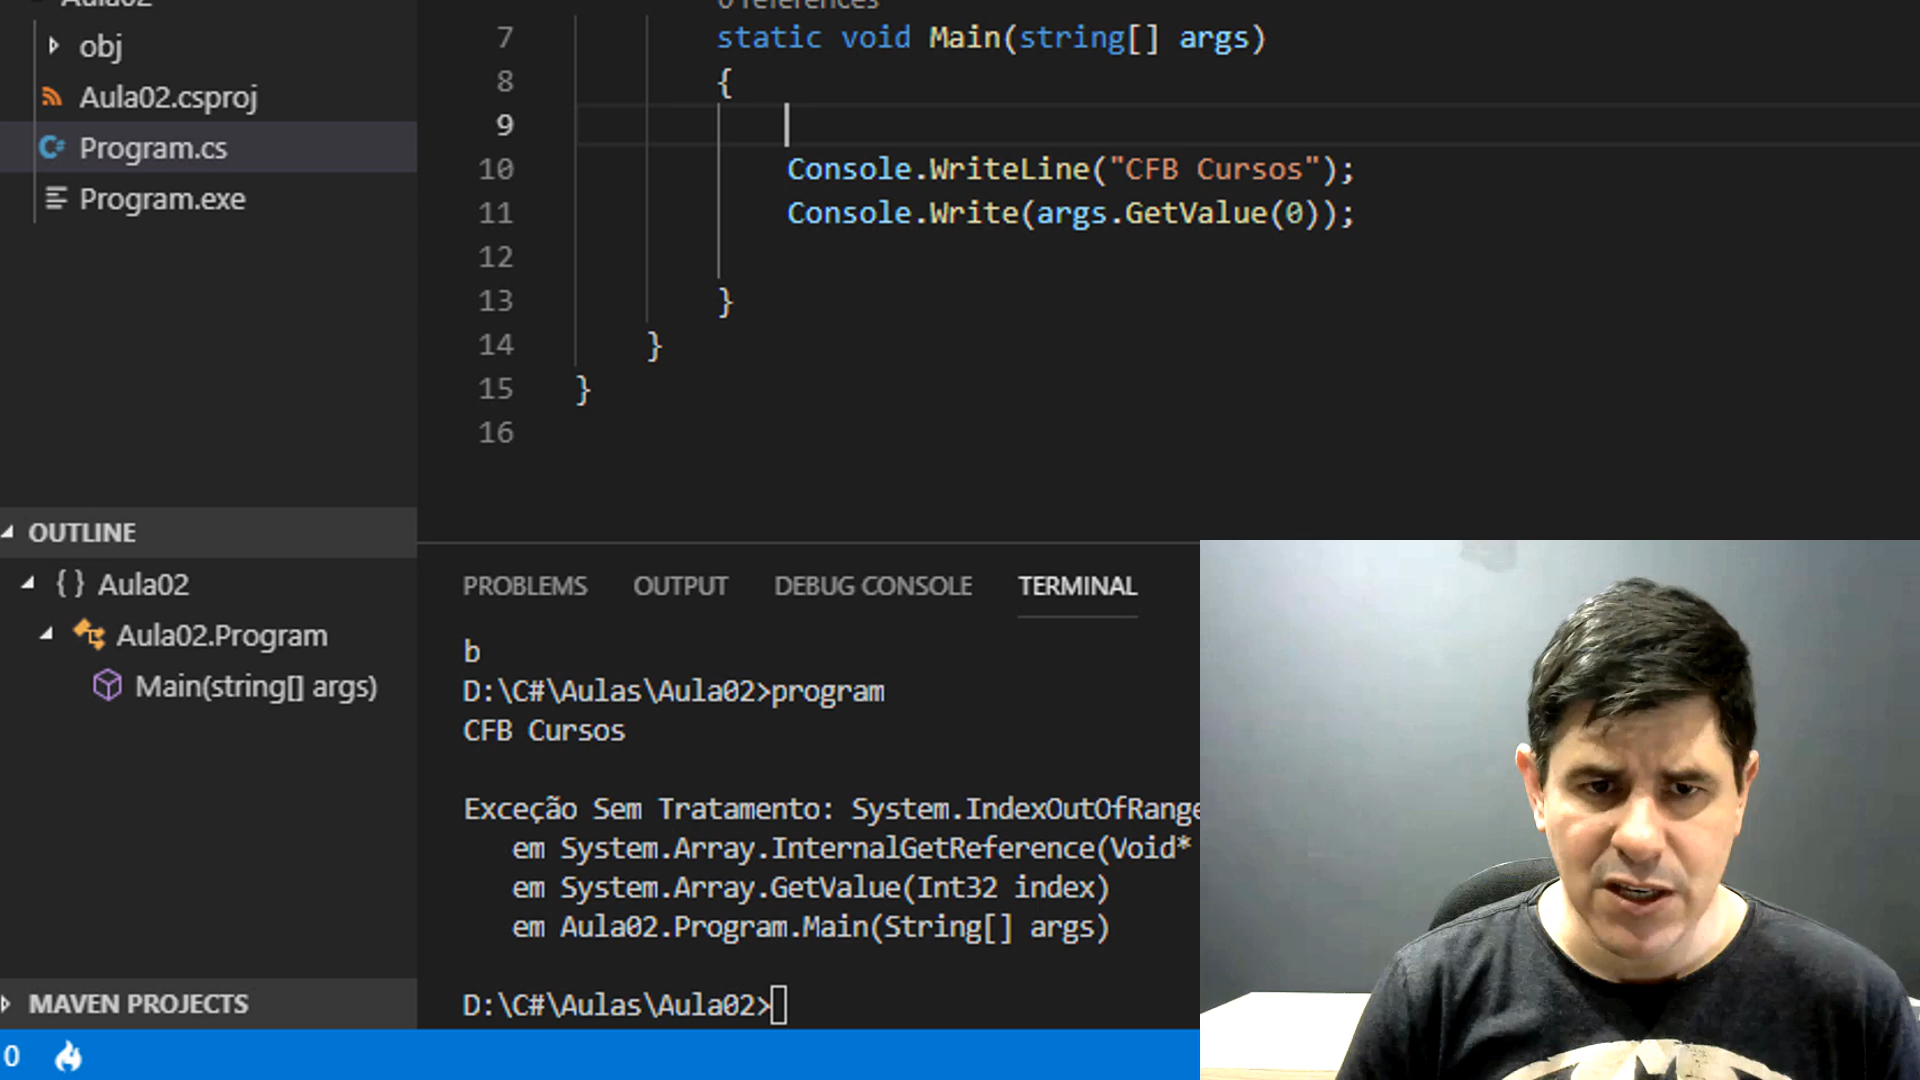 Aula02
0 references
7 static void Main(string[] args)
obj
8 {
Aula02.csproj
9
Program.cs
10 Console.WriteLine("CFB Cursos");
Program.exe
11 Console.Write(args.GetValue(0));
12
13 }
14 }
15 }
16
OUTLINE
{ } Aula02
Aula02.Program
Main(string[] args)
MAVEN PROJECTS
0
PROBLEMS OUTPUT DEBUG CONSOLE TERMINAL
b
D:\C#\Aulas\Aula02>program
CFB Cursos
Exceção Sem Tratamento: System.IndexOutOfRange
em System.Array.InternalGetReference(Void*
em System.Array.GetValue(Int32 index)
em Aula02.Program.Main(String[] args)
D:\C#\Aulas\Aula02>